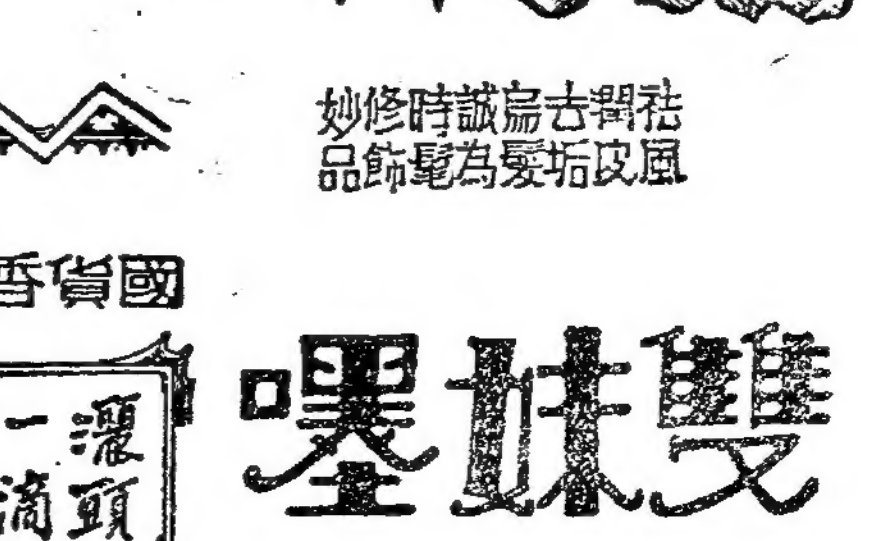 祛風
潤皮
去垢
烏髮
誠為
時髦
修飾
妙品
國貨香
雙妹嚜
灑頭
一滴